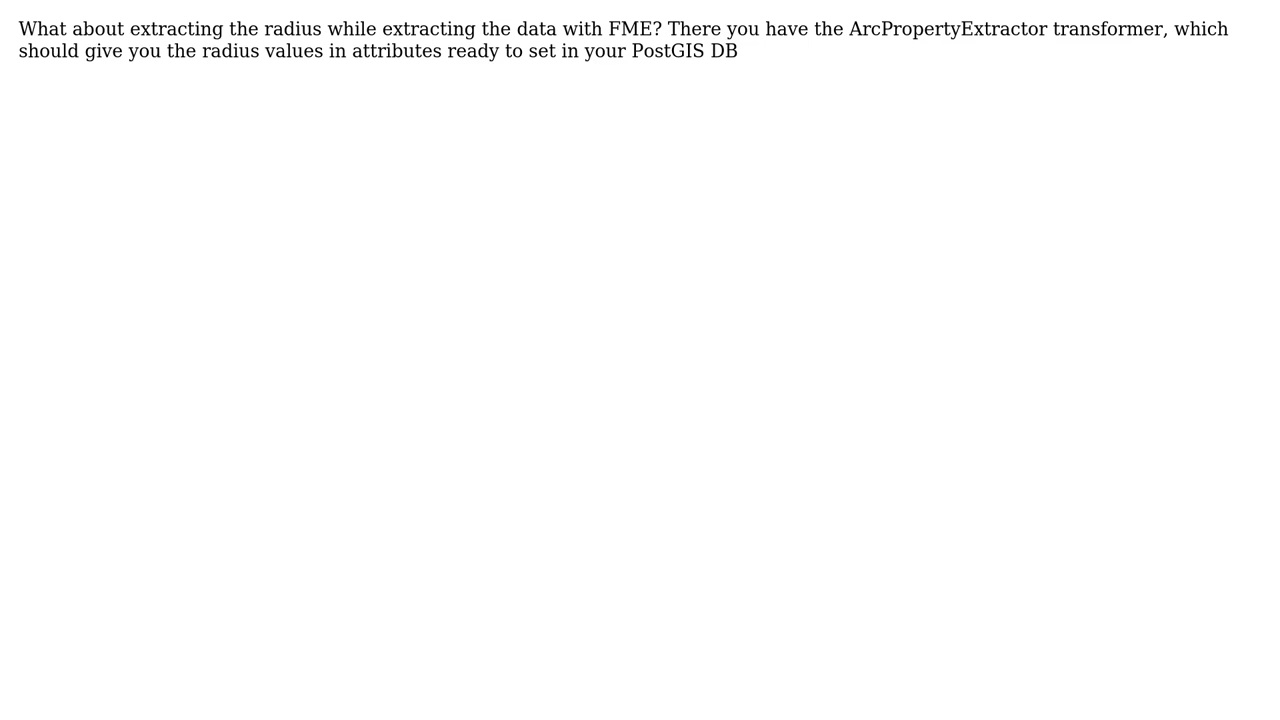 What about extracting the radius while extracting the data with FME? There you have the ArcPropertyExtractor transformer, which
should give you the radius values in attributes ready to set in your PostGIS DB